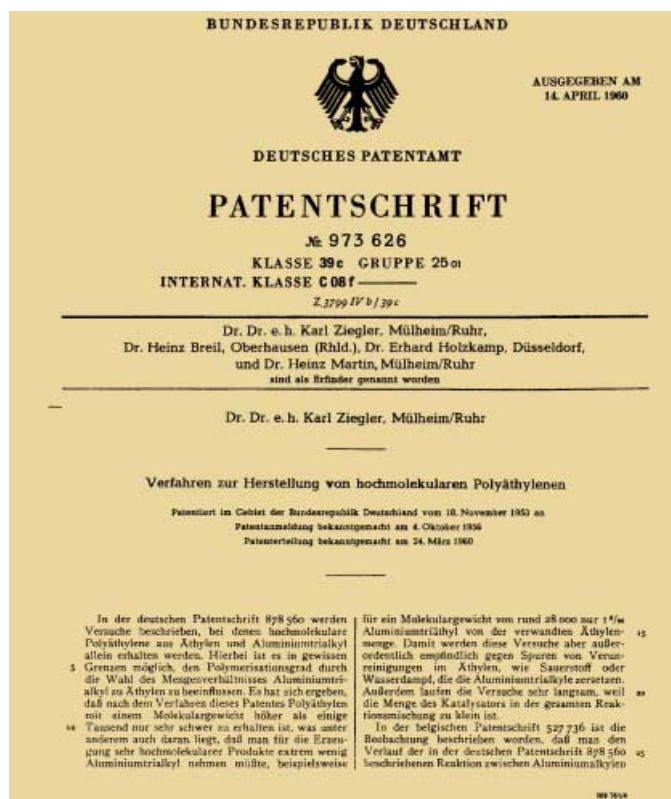 BUNDESREPUBLIK DEUTSCHLAND
AUSGEGEBEN AM
14. APRIL 1960
DEUTSCHES PATENTAMT
PATENTSCHRIFT
№ 973 626
KLASSE 39c GRUPPE 25 01
INTERNAT. KLASSE C 08f
Z 3799 IV b / 39 c
Dr. Dr. e. h. Karl Ziegler, Mülheim/Ruhr,
Dr. Heinz Breil, Oberhausen (Rhld.), Dr. Erhard Holzkamp, Düsseldorf,
und Dr. Heinz Martin, Mülheim/Ruhr
sind als Erfinder genannt worden
Dr. Dr. e. h. Karl Ziegler, Mülheim/Ruhr
Verfahren zur Herstellung von hochmolekularen Polyäthylenen
Patentiert im Gebiet der Bundesrepublik Deutschland vom 18. November 1953 an
Patentanmeldung bekanntgemacht am 4. Oktober 1956
Patenterteilung bekanntgemacht am 24. März 1960
In der deutschen Patentschrift 878 560 werden
Versuche beschrieben, bei denen hochmolekulare
Polyäthylene aus Äthylen und Aluminiumtrialkyl
allein erhalten werden. Hierbei ist es in gewissen
5 Grenzen möglich, den Polymerisationsgrad durch
die Wahl des Mengenverhältnisses Aluminiumtri-
alkyl zu Äthylen zu beeinflussen. Es hat sich ergeben,
daß nach dem Verfahren dieses Patentes Polyäthylen
mit einem Molekulargewicht höher als einige
10 Tausend nur sehr schwer zu erhalten ist, was unter
anderem auch daran liegt, daß man für die Erzeu-
gung sehr hochmolekularer Produkte extrem wenig
Aluminiumtrialkyl nehmen müßte, beispielsweise
für ein Molekulargewicht von rund 28 000 nur 1 ‰
Aluminiumtriäthyl von der verwandten Äthylen- 15
menge. Damit werden diese Versuche aber außer-
ordentlich empfindlich gegen Spuren von Verun-
reinigungen im Äthylen, wie Sauerstoff oder
Wasserdampf, die die Aluminiumtrialkyle zersetzen.
Außerdem laufen die Versuche sehr langsam, weil 20
die Menge des Katalysators in der gesamten Reak-
tionsmischung zu klein ist.
In der belgischen Patentschrift 527 736 ist die
Beobachtung beschrieben worden, daß man den
Verlauf der in der deutschen Patentschrift 878 560 25
beschriebenen Reaktion zwischen Aluminiumalkylen